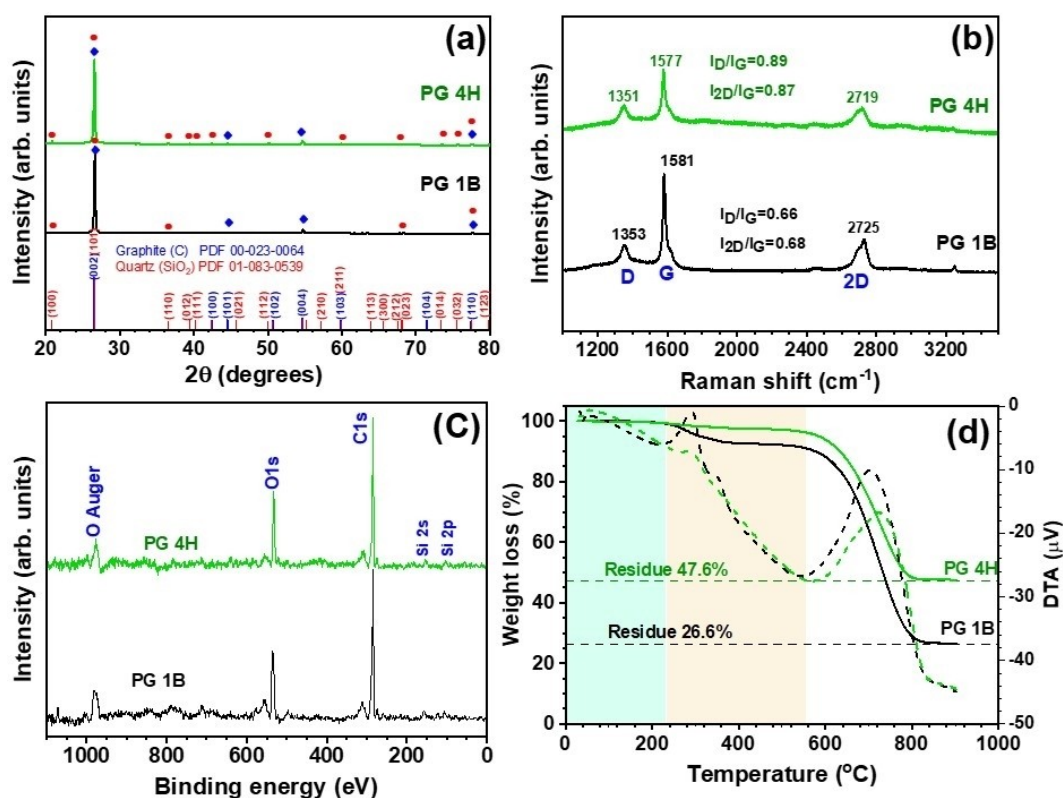 (a)
Intensity (arb. units)
PG 4H
PG 1B
Graphite (C) PDF 00-023-0064
Quartz (SiO₂) PDF 01-083-0539
(100)
(002)
(101)
(110)
(012)
(111)
(100)
(101)
(021)
(112)
(102)
(004)
(210)
(103)
(211)
(113)
(300)
(212)
(023)
(104)
(014)
(032)
(110)
(123)
20 30 40 50 60 70 80
2θ (degrees)
(b)
Intensity (arb. units)
1351
1577
I_D/I_G=0.89
I_2D/I_G=0.87
2719
PG 4H
1353
1581
I_D/I_G=0.66
I_2D/I_G=0.68
2725
PG 1B
D
G
2D
1200 1600 2000 2400 2800 3200
Raman shift (cm⁻¹)
(C)
Intensity (arb. units)
O Auger
O1s
C1s
Si 2s
Si 2p
PG 4H
PG 1B
1000 800 600 400 200 0
Binding energy (eV)
(d)
Weight loss (%)
100
80
60
40
20
0
Residue 47.6%
PG 4H
Residue 26.6%
PG 1B
0
-10
-20
-30
-40
-50
DTA (µV)
0 200 400 600 800 1000
Temperature (ºC)